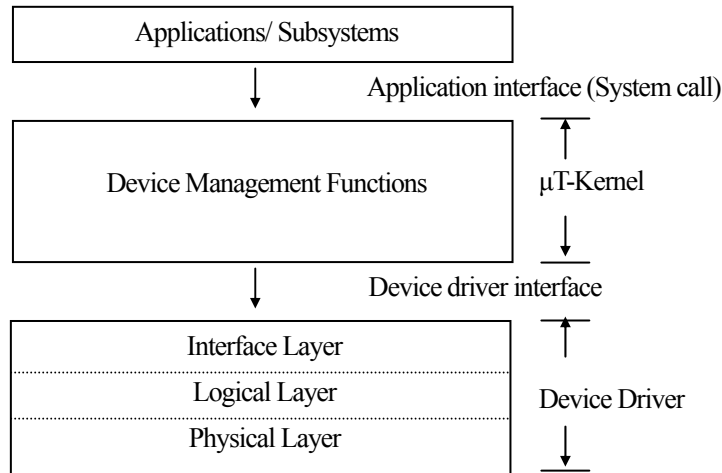 Applications/ Subsystems
Application interface (System call)
Device Management Functions
μT-Kernel
Device driver interface
Interface Layer
Logical Layer
Device Driver
Physical Layer